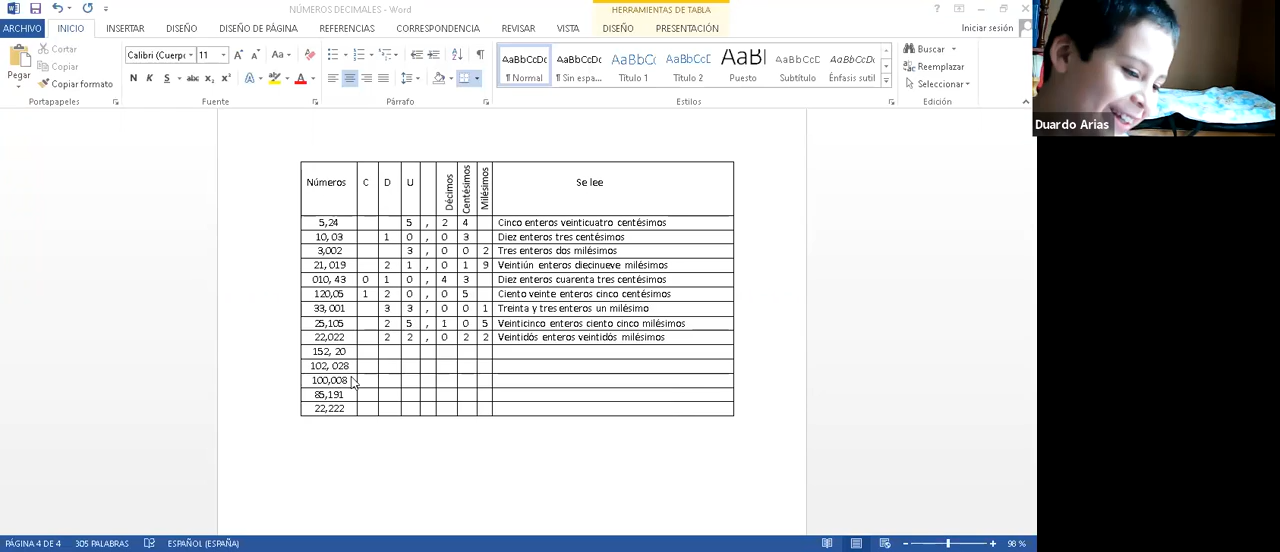 NÚMEROS DECIMALES - Word
HERRAMIENTAS DE TABLA
ARCHIVO INICIO INSERTAR DISEÑO DISEÑO DE PÁGINA REFERENCIAS CORRESPONDENCIA REVISAR VISTA DISEÑO PRESENTACIÓN Iniciar sesión
Pegar
Cortar
Copiar
Copiar formato
Calibri (Cuerp 11
AaBbCcDc AaBbCcDc AaBbCc AaBbCcD AaBI AaBbCcD AaBbCcDc
¶ Normal ¶ Sin espa... Título 1 Título 2 Puesto Subtítulo Énfasis sutil
Buscar
Reemplazar
Seleccionar
Portapapeles Fuente Párrafo Estilos Edición
Duardo Arias
Números C D U Décimos Centésimos Milésimos Se lee
5,24 5 , 2 4 Cinco enteros veinticuatro centésimos
10, 03 1 0 , 0 3 Diez enteros tres centésimos
3,002 3 , 0 0 2 Tres enteros dos milésimos
21, 019 2 1 , 0 1 9 Veintiún enteros diecinueve milésimos
010, 43 0 1 0 , 4 3 Diez enteros cuarenta tres centésimos
120,05 1 2 0 , 0 5 Ciento veinte enteros cinco centésimos
33, 001 3 3 , 0 0 1 Treinta y tres enteros un milésimo
25,105 2 5 , 1 0 5 Veinticinco enteros ciento cinco milésimos
22,022 2 2 , 0 2 2 Veintidós enteros veintidós milésimos
152, 20
102, 028
100,008
85,191
22,222
PÁGINA 4 DE 4 305 PALABRAS ESPAÑOL (ESPAÑA) 98 %